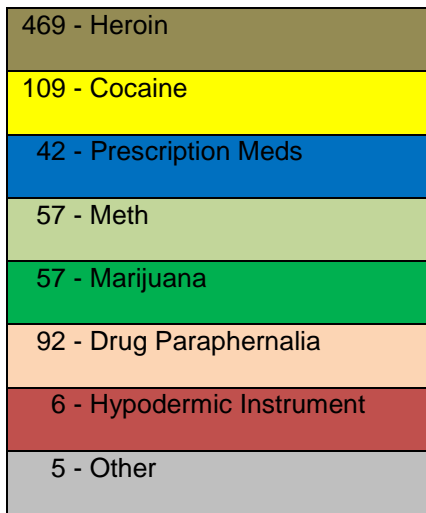 469 - Heroin
109 - Cocaine
42 - Prescription Meds
57 - Meth
57 - Marijuana
92 - Drug Paraphernalia
6 - Hypodermic Instrument
5 - Other